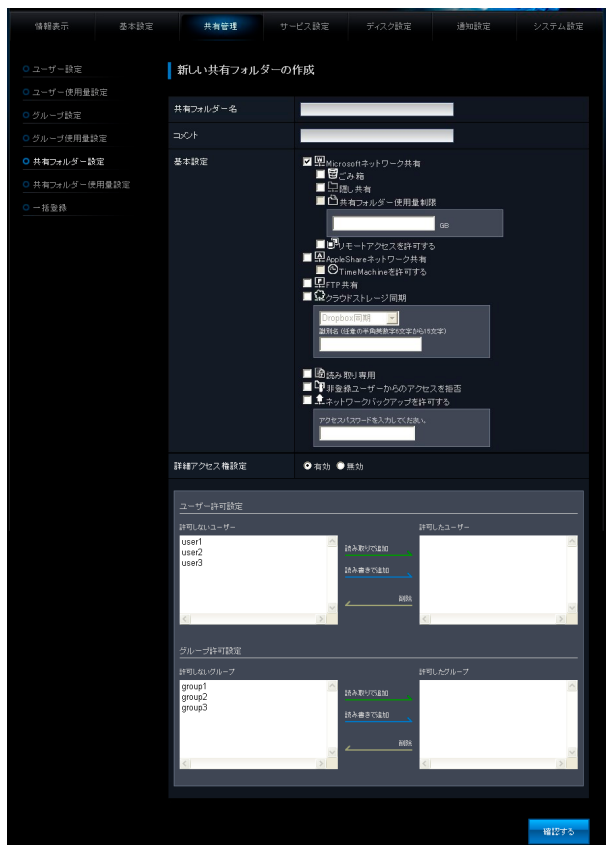 情報表示
基本設定
共有管理
サービス設定
ディスク設定
通知設定
システム設定
ユーザー設定
ユーザー使用量設定
グループ設定
グループ使用量設定
共有フォルダー設定
共有フォルダー使用量設定
一括登録
新しい共有フォルダーの作成
共有フォルダー名
コメント
基本設定
Microsoftネットワーク共有
ごみ箱
隠し共有
共有フォルダー使用量制限
GB
リモートアクセスを許可する
AppleShareネットワーク共有
TimeMachineを許可する
FTP共有
クラウドストレージ同期
Dropbox同期
識別名(任意の半角英数字6文字から15文字)
読み取り専用
非登録ユーザーからのアクセスを拒否
ネットワークバックアップを許可する
アクセスパスワードを入力してください。
詳細アクセス権設定
有効 無効
ユーザー許可設定
許可しないユーザー
許可したユーザー
user1
user2
user3
読み取りで追加
読み書きで追加
削除
グループ許可設定
許可しないグループ
許可したグループ
group1
group2
group3
読み取りで追加
読み書きで追加
削除
確認する